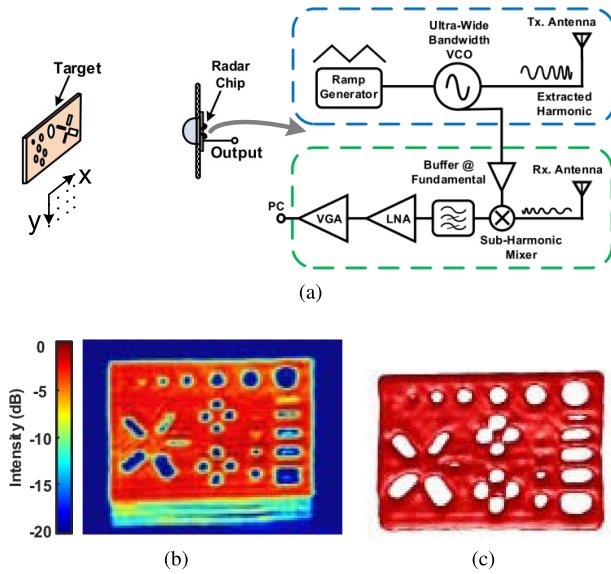 Target
Radar
Chip
Output
x
y
Ramp
Generator
Ultra-Wide
Bandwidth
VCO
Tx. Antenna
Extracted
Harmonic
Buffer @
Fundamental
Rx. Antenna
PC
VGA
LNA
Sub-Harmonic
Mixer
(a)
Intensity (dB)
0
-5
-10
-15
-20
(b)
(c)